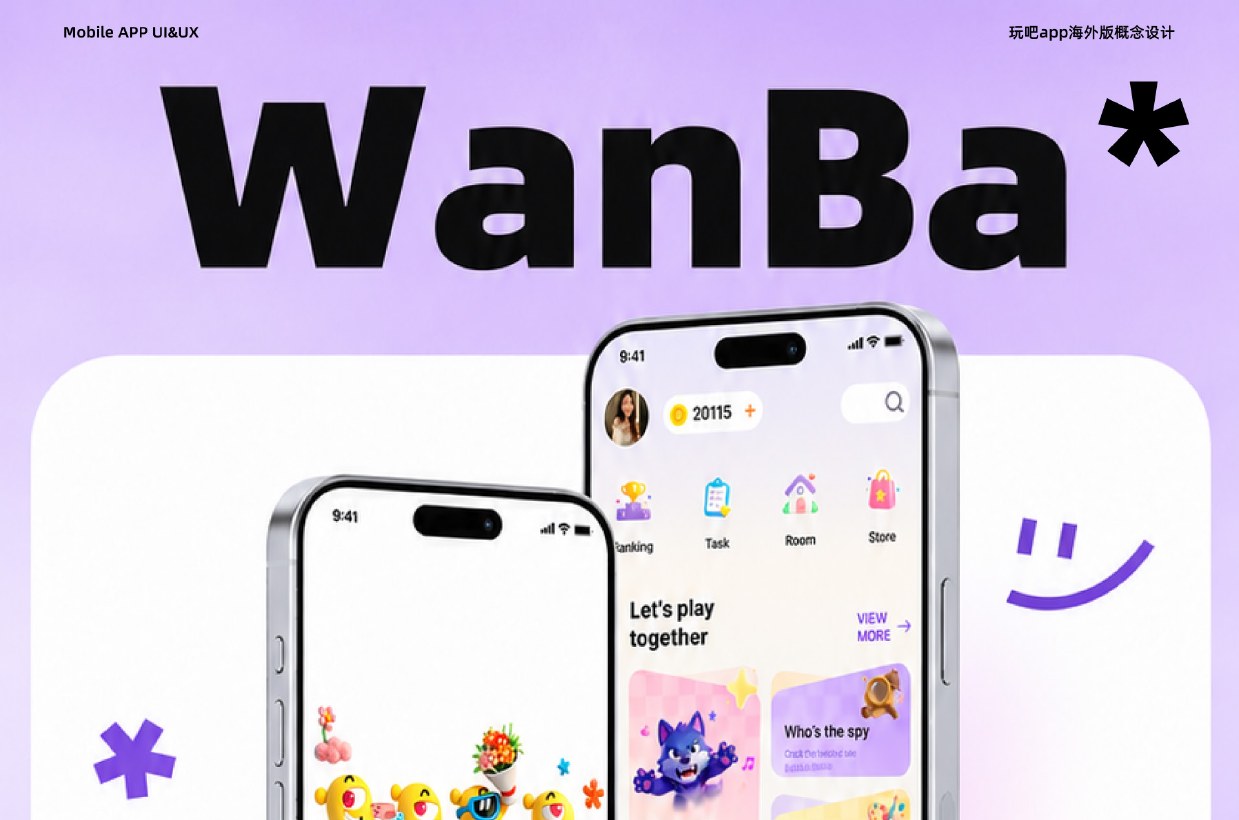 Mobile APP UI&UX
玩吧app海外版概念设计
WanBa*
9:41
20115 +
Ranking
Task
Room
Store
9:41
Let's play
together
VIEW
MORE
Who's the spy